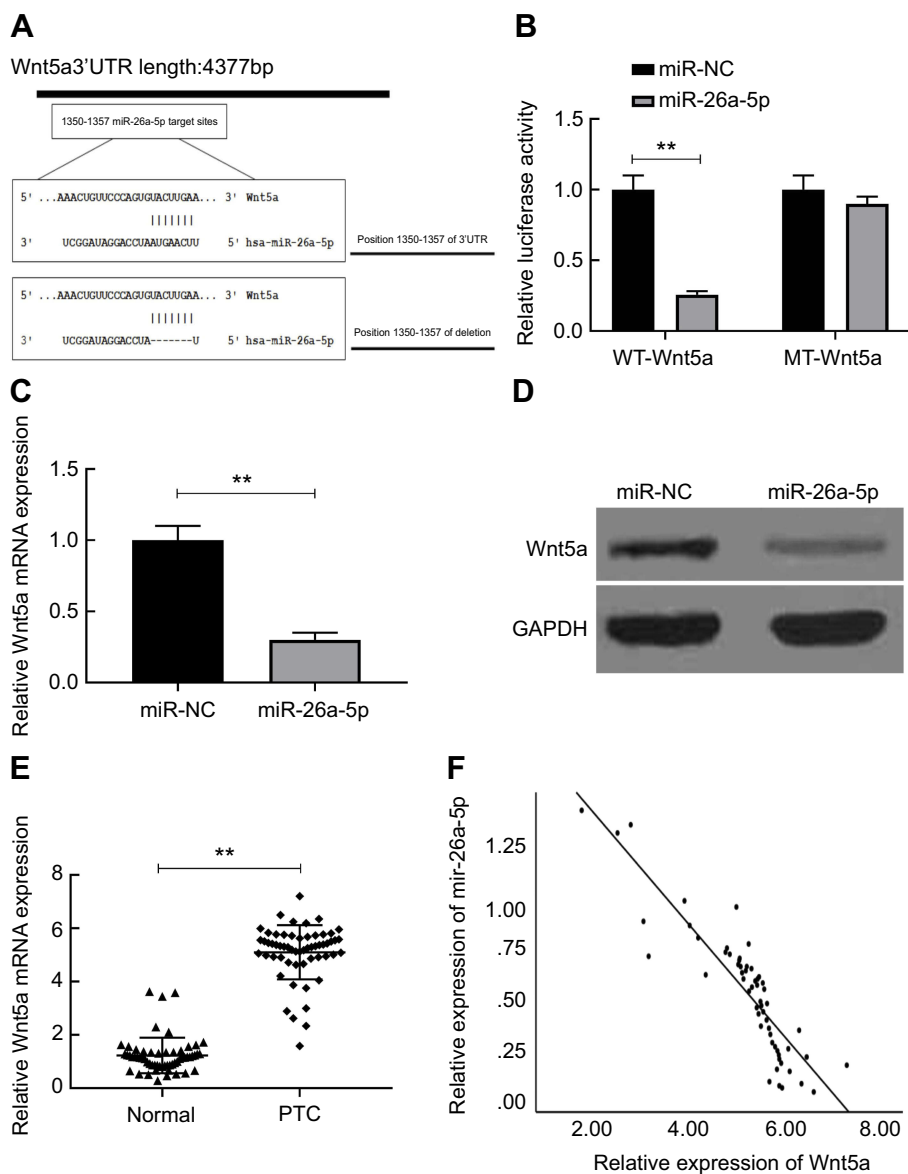 A
Wnt5a3'UTR length:4377bp
1350-1357 miR-26a-5p target sites
5' ...AAACUGUUCCCAGUGUACUUGAA... 3' Wnt5a
|||||||
3' UCGGAUAGGACCUAAUGAACUU 5' hsa-miR-26a-5p
Position 1350-1357 of 3'UTR
5' ...AAACUGUUCCCAGUGUACUUGAA... 3' Wnt5a
|||||||
3' UCGGAUAGGACCUA-------U 5' hsa-miR-26a-5p
Position 1350-1357 of deletion
B
miR-NC
miR-26a-5p
Relative luciferase activity
1.5
1.0
0.5
0.0
**
WT-Wnt5a
MT-Wnt5a
C
Relative Wnt5a mRNA expression
1.5
1.0
0.5
0.0
**
miR-NC
miR-26a-5p
D
miR-NC
miR-26a-5p
Wnt5a
GAPDH
E
Relative Wnt5a mRNA expression
8
6
4
2
0
**
Normal
PTC
F
Relative expression of mir-26a-5p
1.25
1.00
.75
.50
.25
.00
2.00
4.00
6.00
8.00
Relative expression of Wnt5a